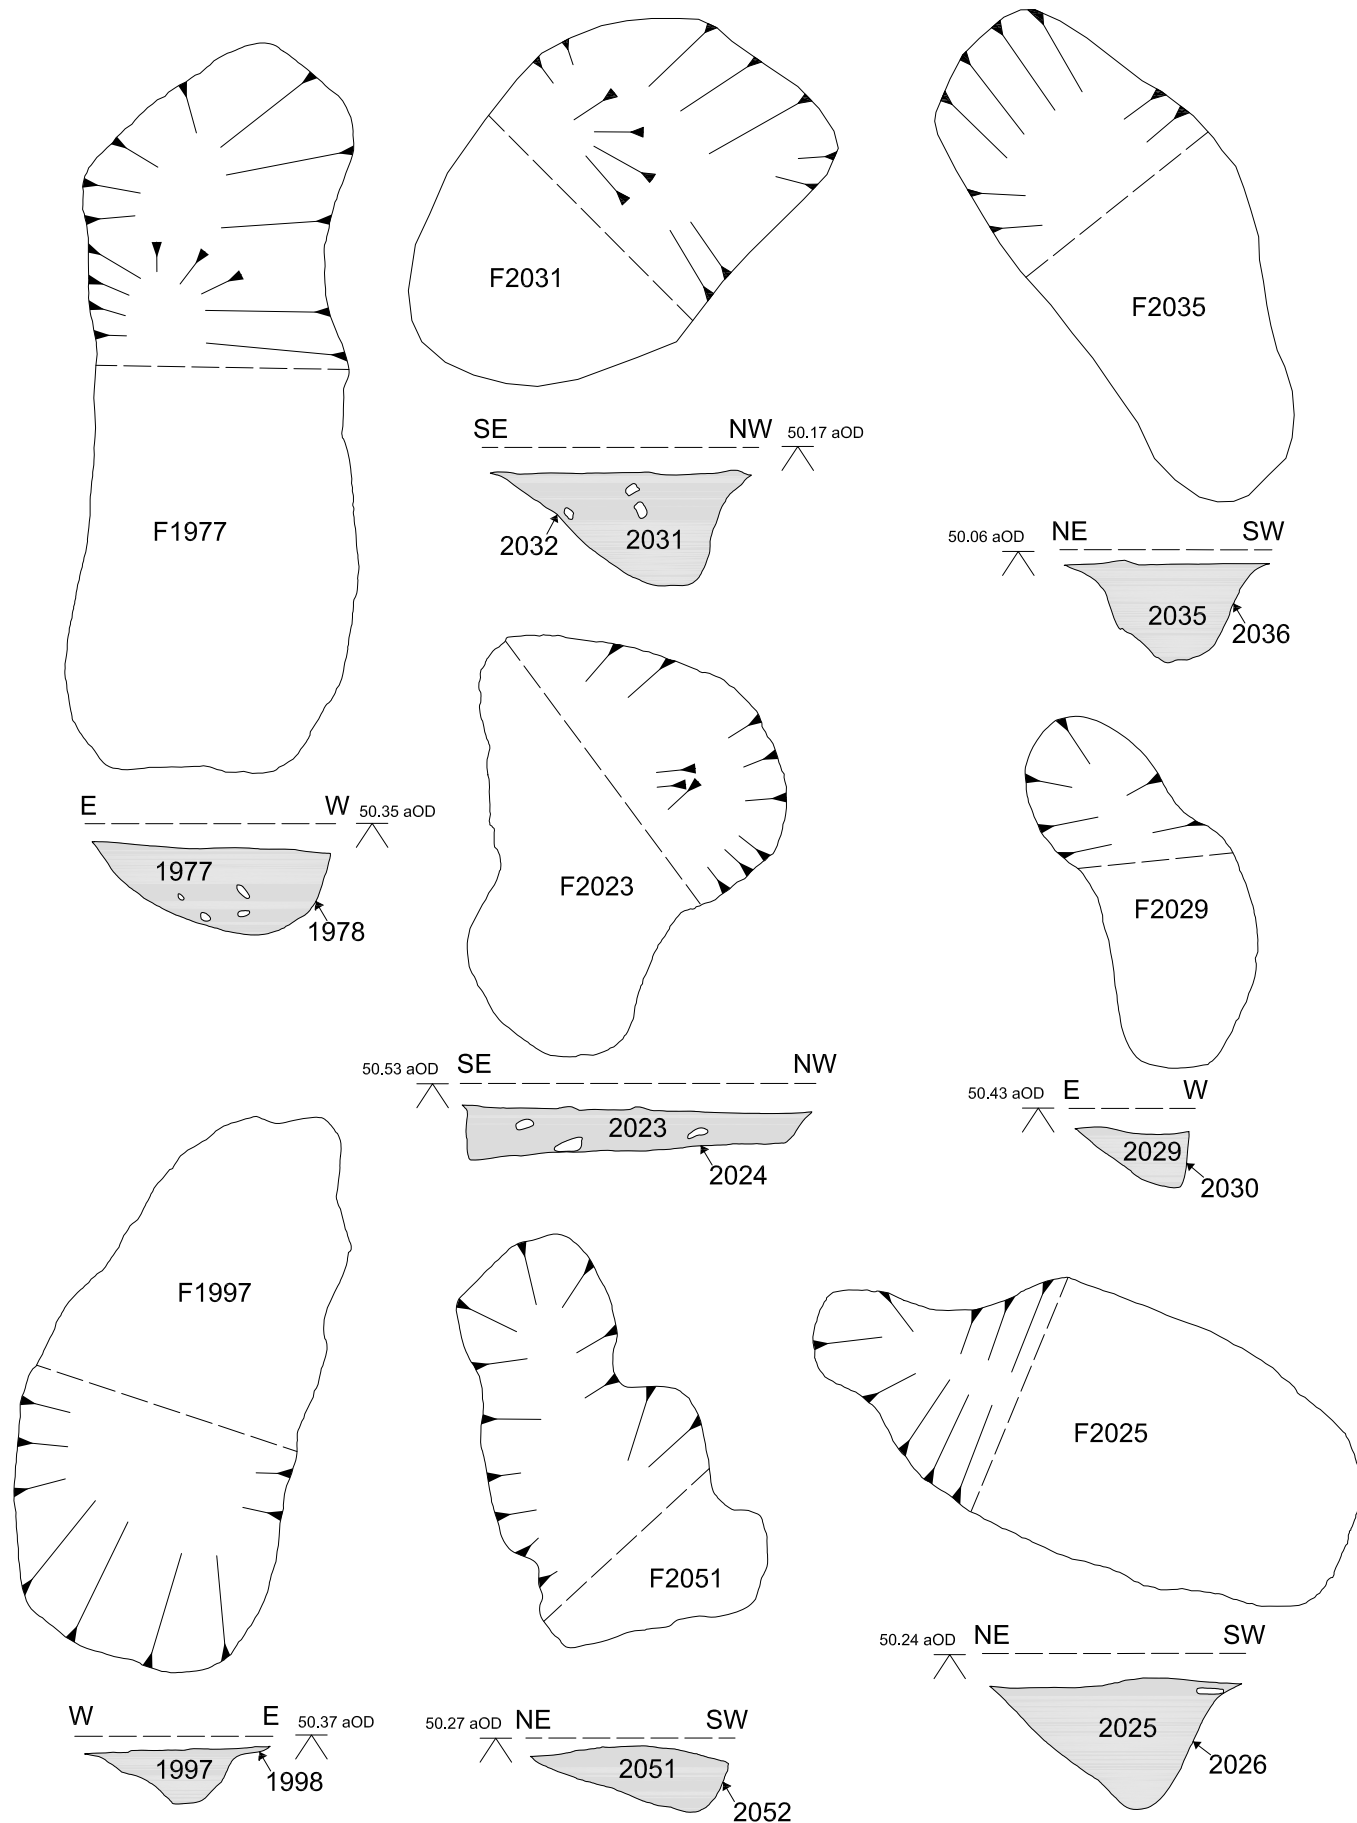 F2031
F2035
SE NW 50.17 aOD
2032 2031
F1977
50.06 aOD NE SW
2035
2036
E W 50.35 aOD
1977
1978
F2023
F2029
50.53 aOD SE NW
2023
2024
50.43 aOD E W
2029
2030
F1997
F2025
F2051
W E 50.37 aOD
1997
1998
50.27 aOD NE SW
2051
2052
50.24 aOD NE SW
2025
2026